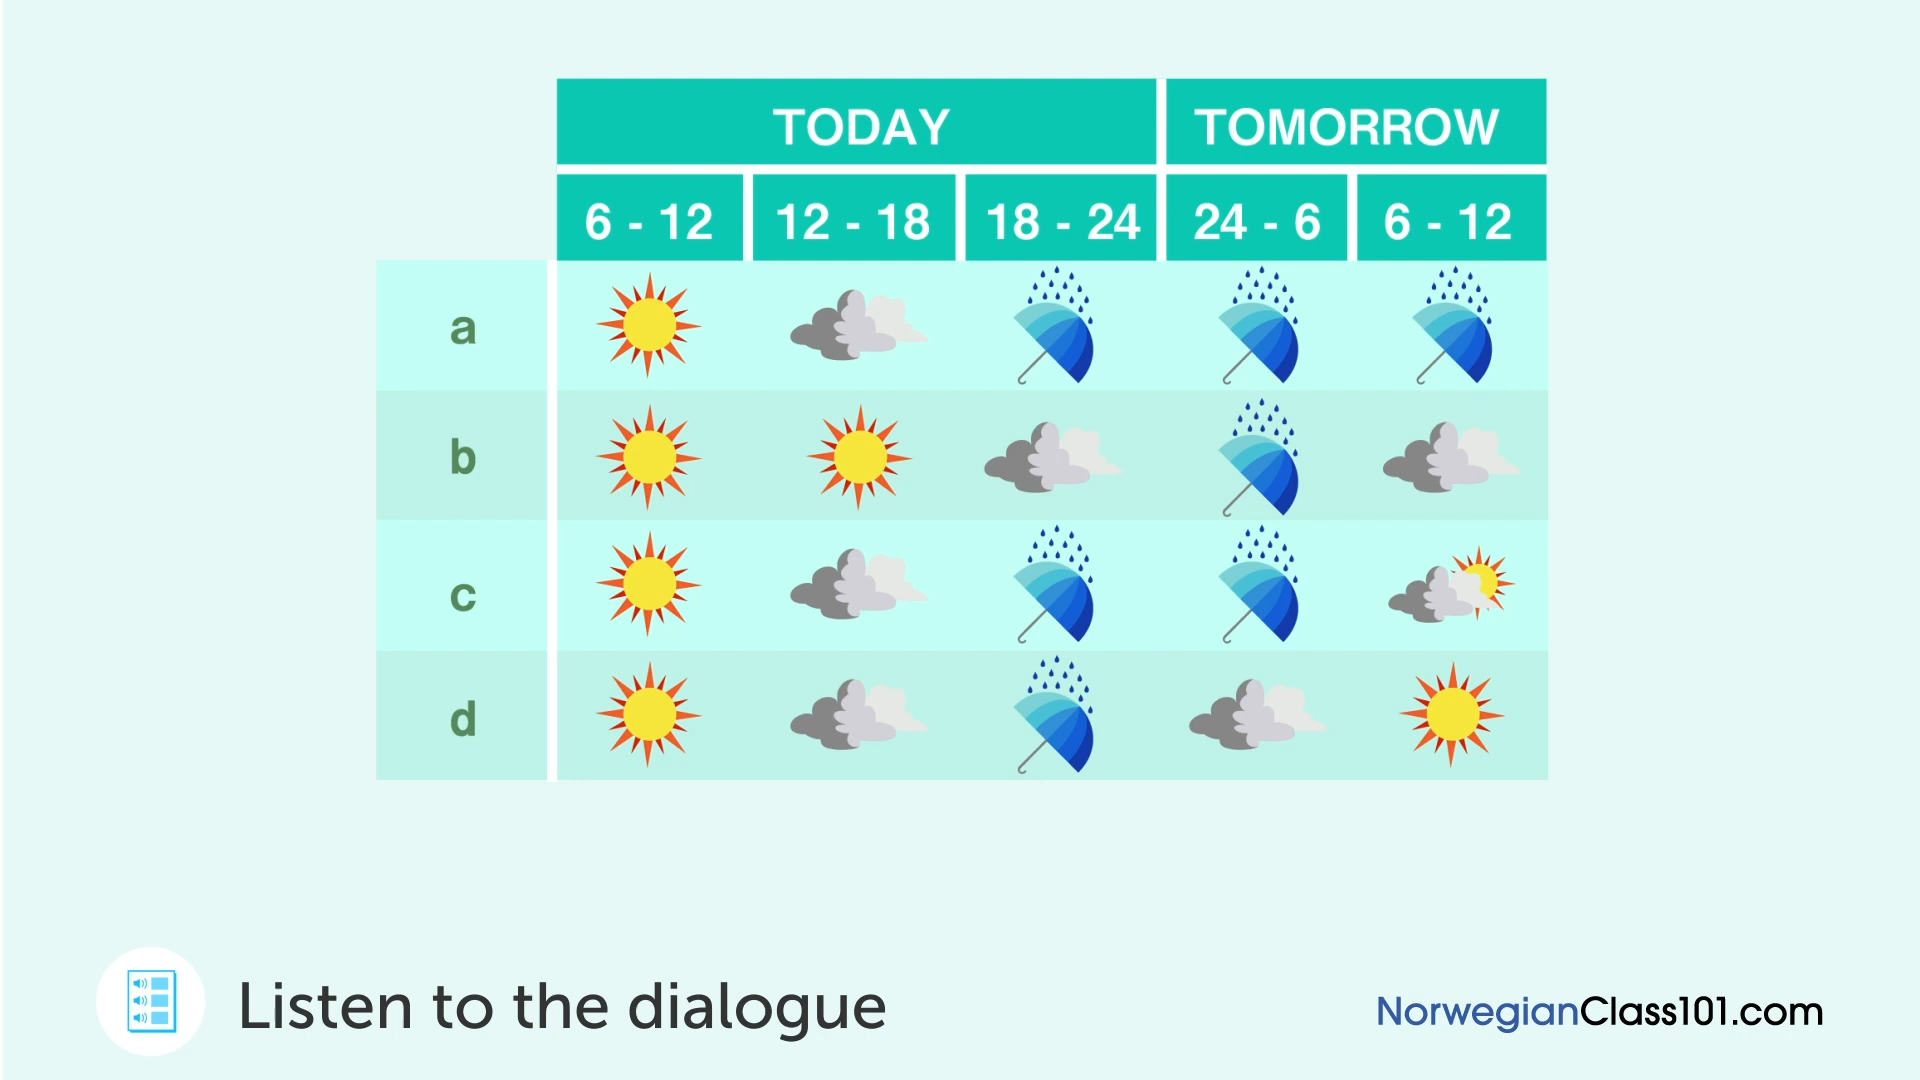 TODAY TOMORROW
6 - 12 12 - 18 18 - 24 24 - 6 6 - 12
a
b
c
d
Listen to the dialogue
NorwegianClass101.com